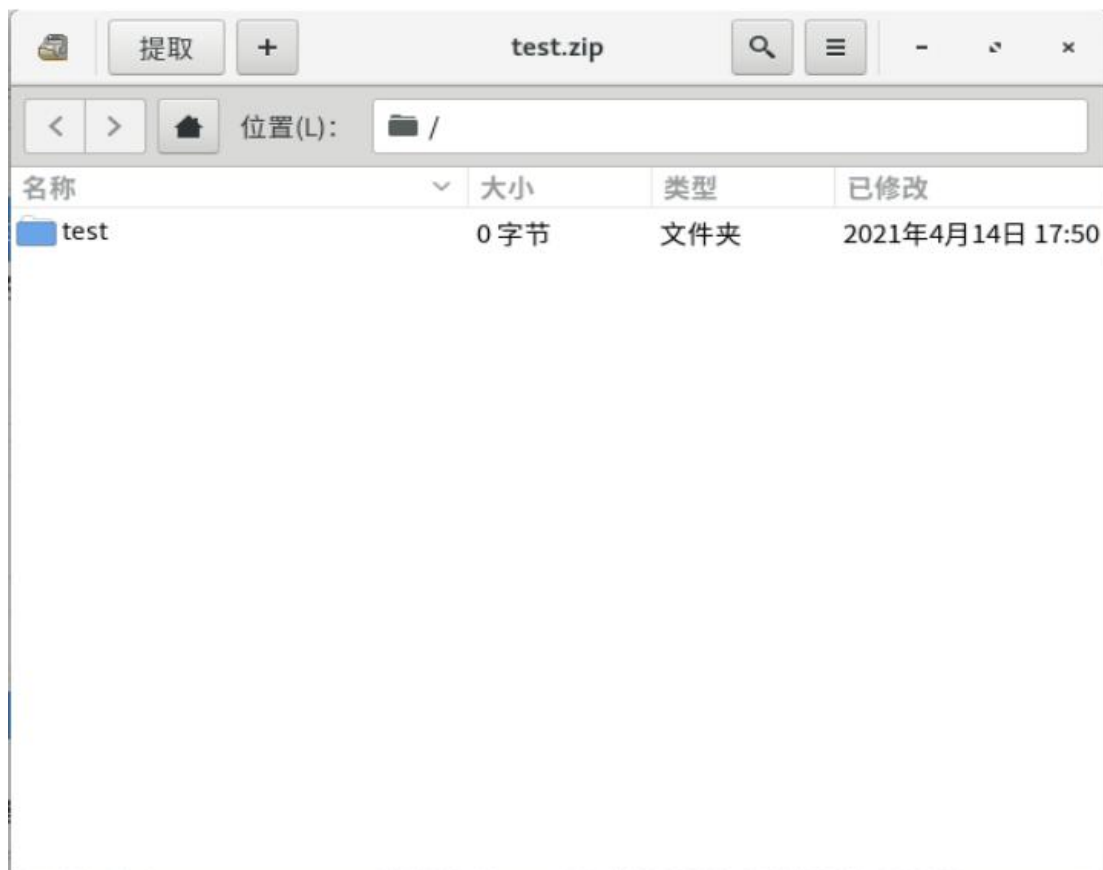 提取 + test.zip
位置(L): /
名称 大小 类型 已修改
test 0 字节 文件夹 2021年4月14日 17:50